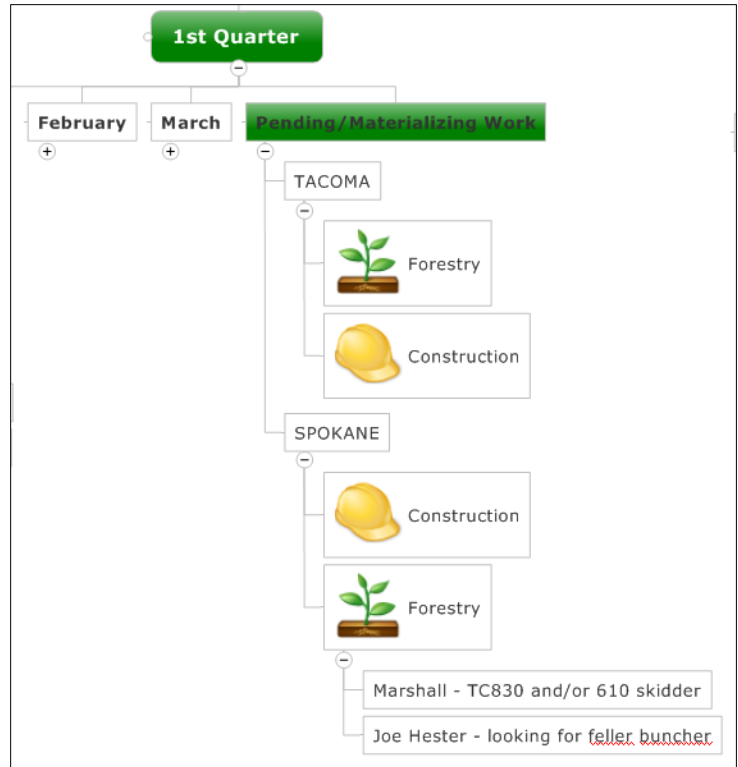 1st Quarter
February
March
Pending/Materializing Work
TACOMA
Forestry
Construction
SPOKANE
Construction
Forestry
Marshall - TC830 and/or 610 skidder
Joe Hester - looking for feller buncher